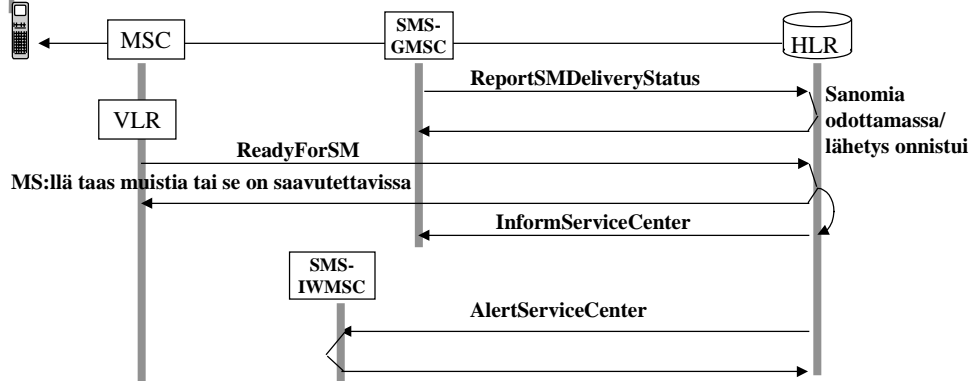 MSC
SMS-
GMSC
HLR
ReportSMDeliveryStatus
Sanomia
odottamassa/
lähetys onnistui
VLR
ReadyForSM
MS:llä taas muistia tai se on saavutettavissa
InformServiceCenter
SMS-
IWMSC
AlertServiceCenter